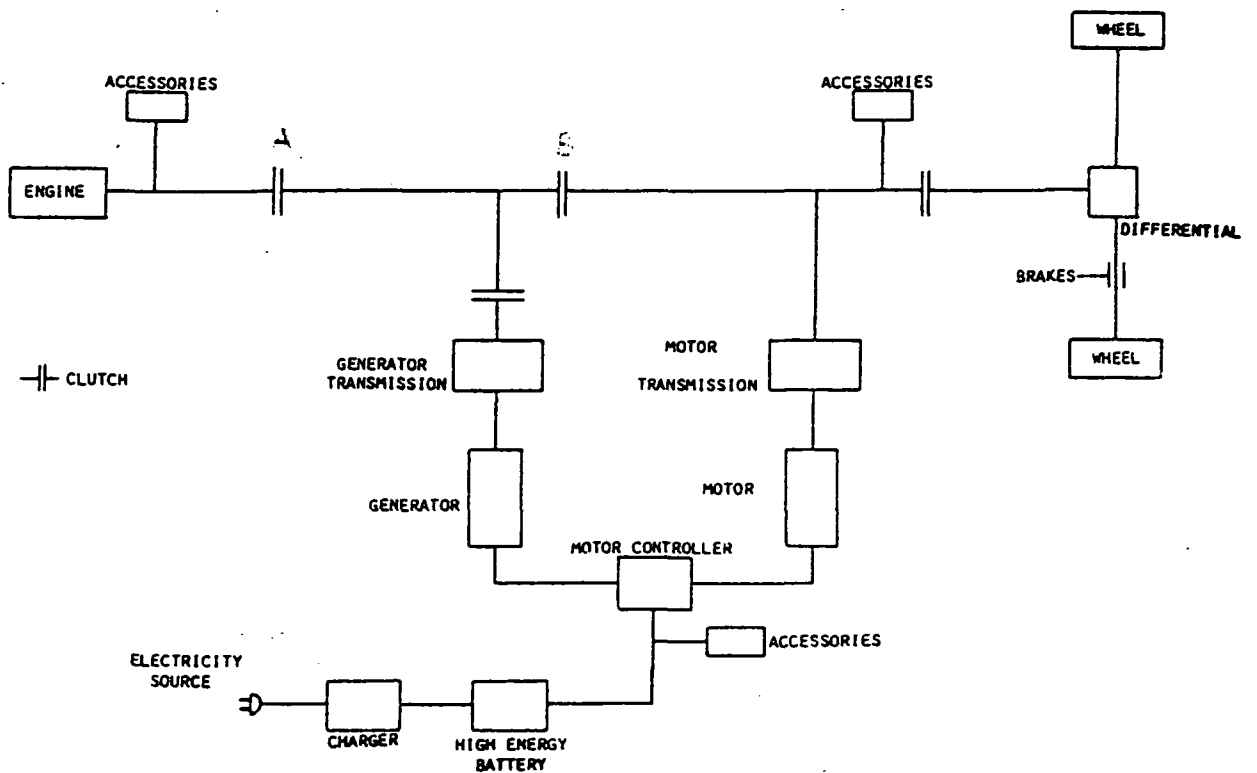 WHEEL
ACCESSORIES
ACCESSORIES
A
B
ENGINE
DIFFERENTIAL
BRAKES
WHEEL
GENERATOR
TRANSMISSION
MOTOR
TRANSMISSION
CLUTCH
GENERATOR
MOTOR
MOTOR CONTROLLER
ACCESSORIES
ELECTRICITY
SOURCE
CHARGER
HIGH ENERGY
BATTERY